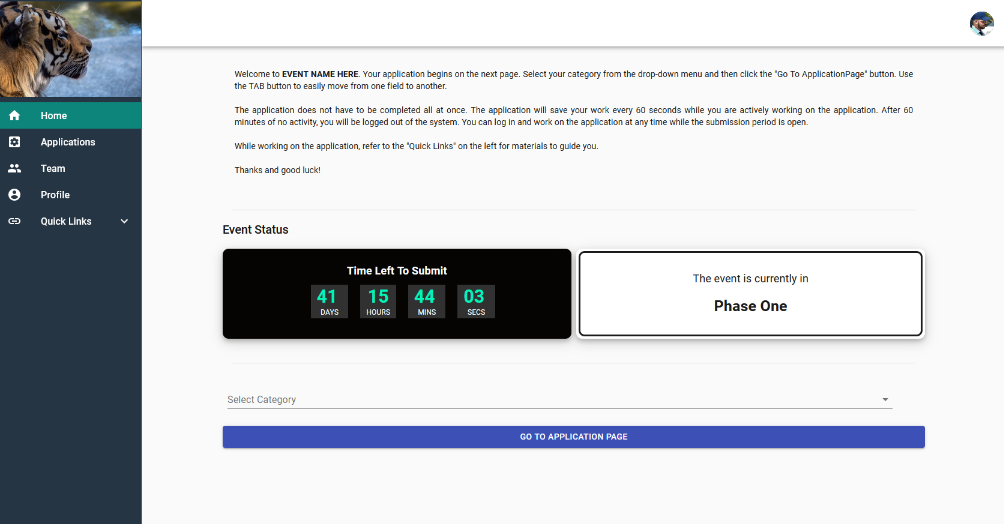 Home
Applications
Team
Profile
Quick Links
Welcome to EVENT NAME HERE. Your application begins on the next page. Select your category from the drop-down menu and then click the "Go To ApplicationPage" button. Use
the TAB button to easily move from one field to another.
The application does not have to be completed all at once. The application will save your work every 60 seconds while you are actively working on the application. After 60
minutes of no activity, you will be logged out of the system. You can log in and work on the application at any time while the submission period is open.
While working on the application, refer to the "Quick Links" on the left for materials to guide you.
Thanks and good luck!
Event Status
Time Left To Submit
41 15 44 03
DAYS HOURS MINS SECS
The event is currently in
Phase One
Select Category
GO TO APPLICATION PAGE